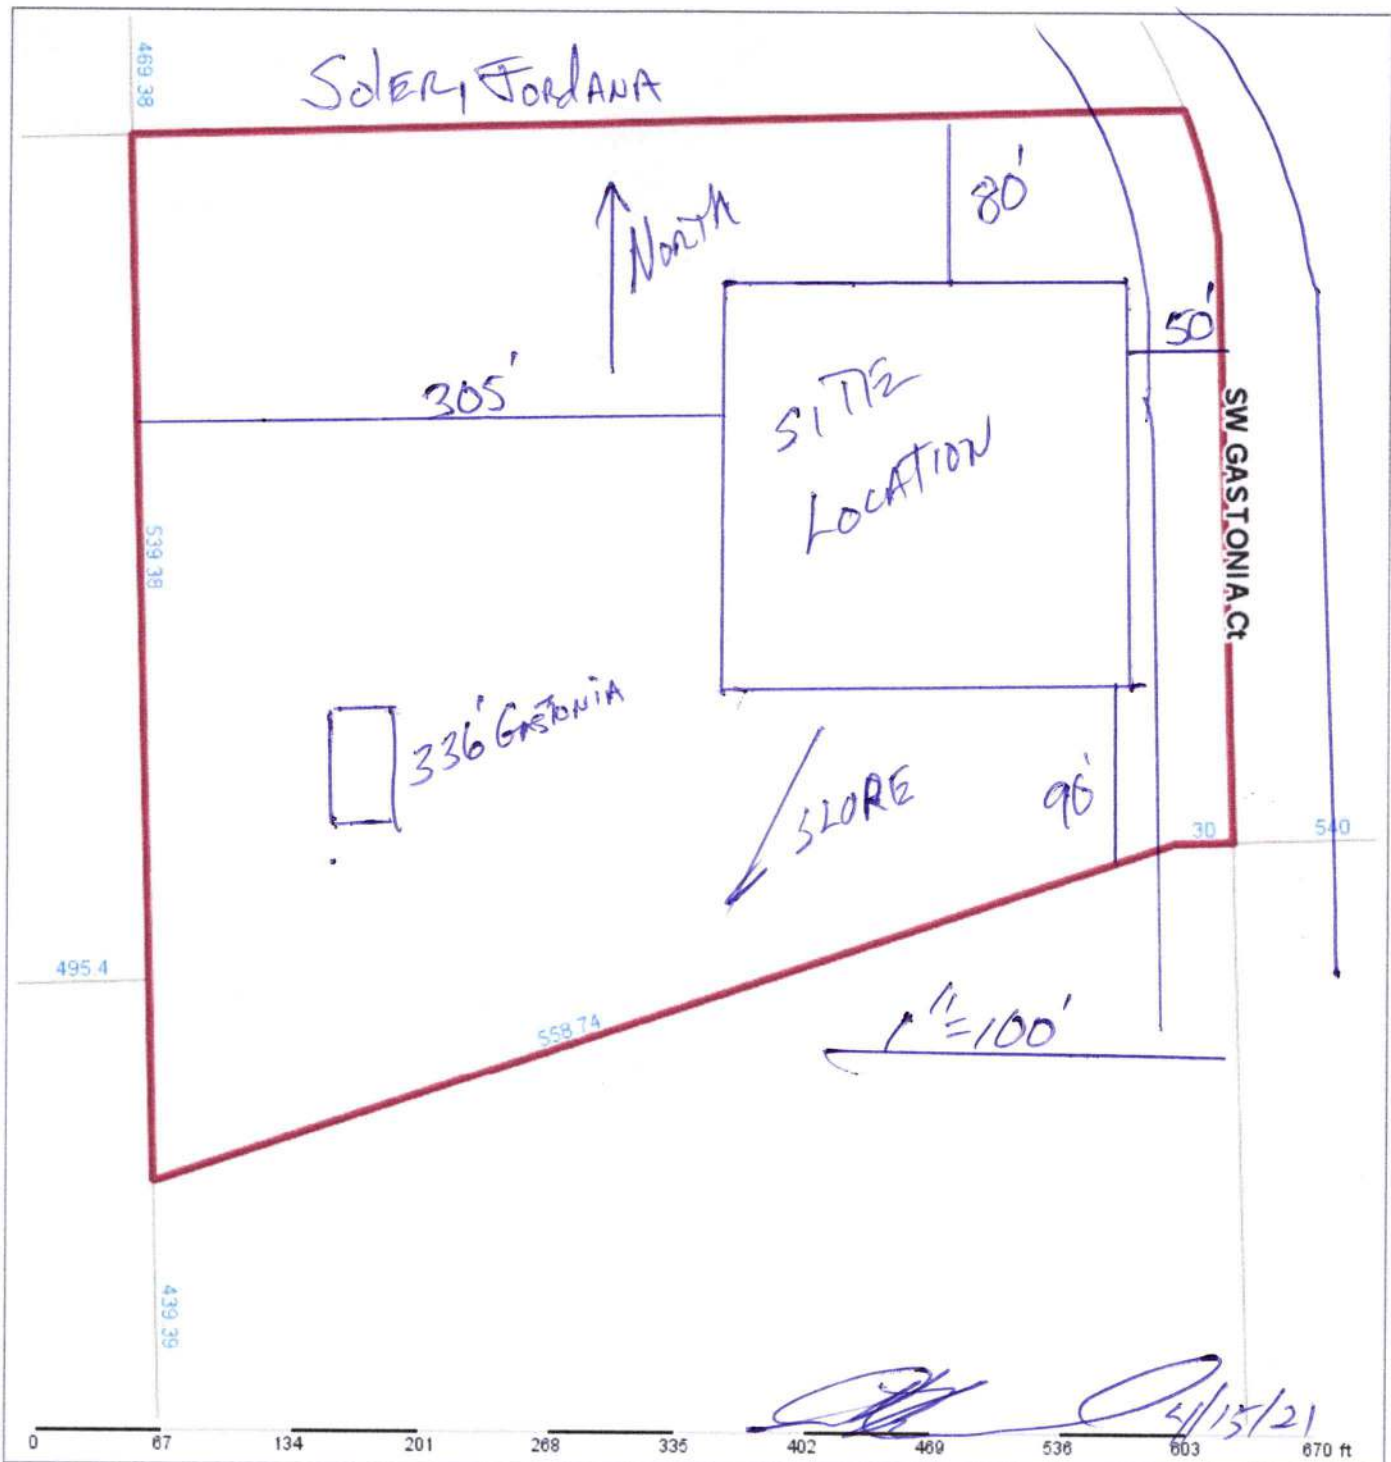 469.38
SolER, JORdANA
80'
NORTH
50'
305'
SITE
LOCATION
SW GASTONIA Ct
539.38
336' GASTONIA
SLOPE
90'
30
540
495.4
558.74
1"=100'
439.39
4/15/21
0 67 134 201 268 335 402 469 536 603 670 ft